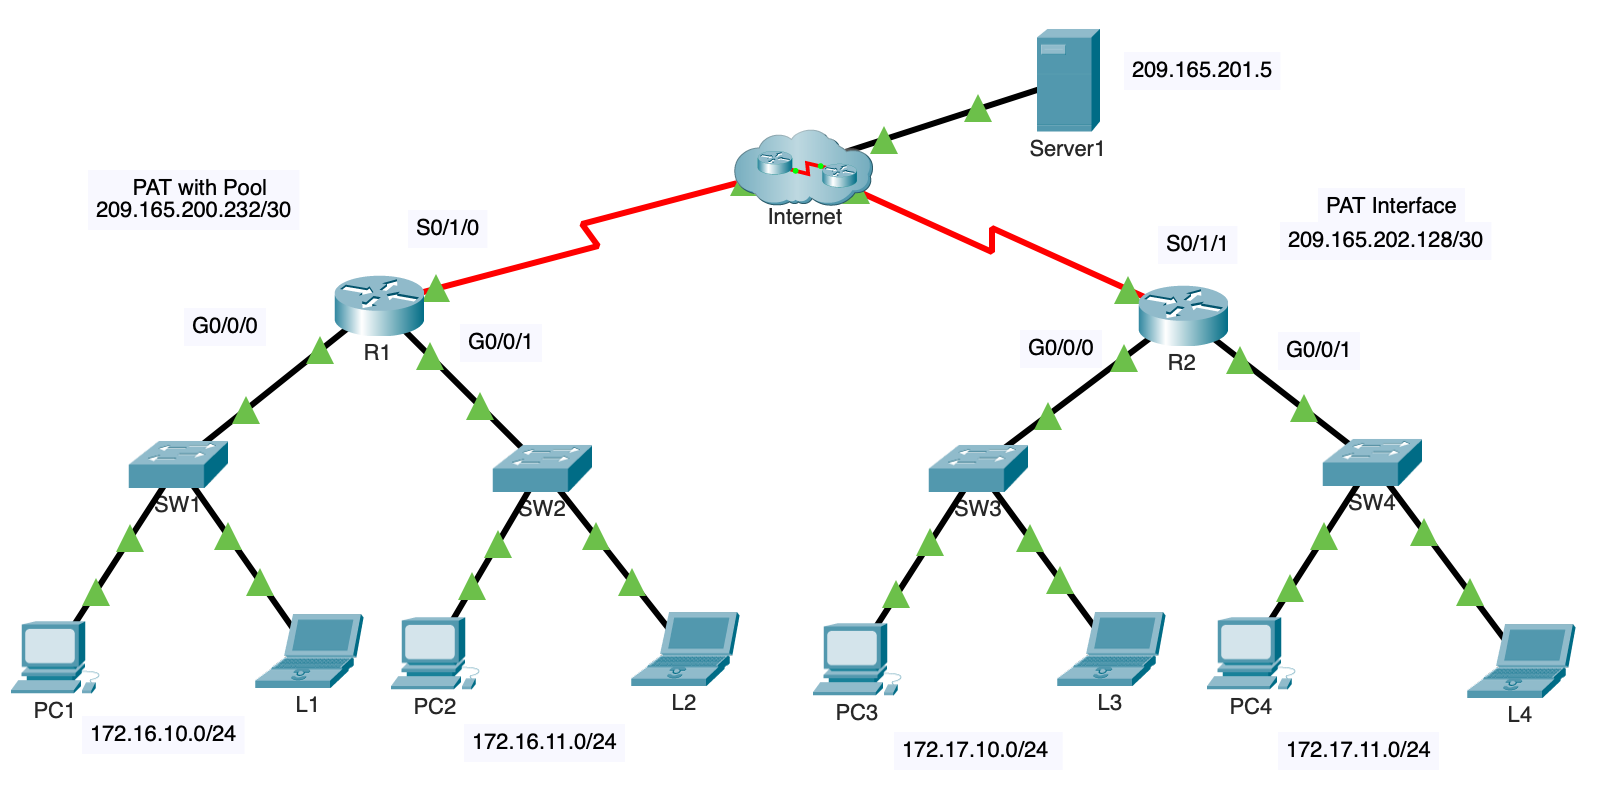 209.165.201.5
Server1
PAT with Pool
209.165.200.232/30
Internet
PAT Interface
209.165.202.128/30
S0/1/0
S0/1/1
G0/0/0
R1
G0/0/1
G0/0/0
R2
G0/0/1
SW1
SW2
SW3
SW4
PC1
L1
PC2
L2
PC3
L3
PC4
L4
172.16.10.0/24
172.16.11.0/24
172.17.10.0/24
172.17.11.0/24